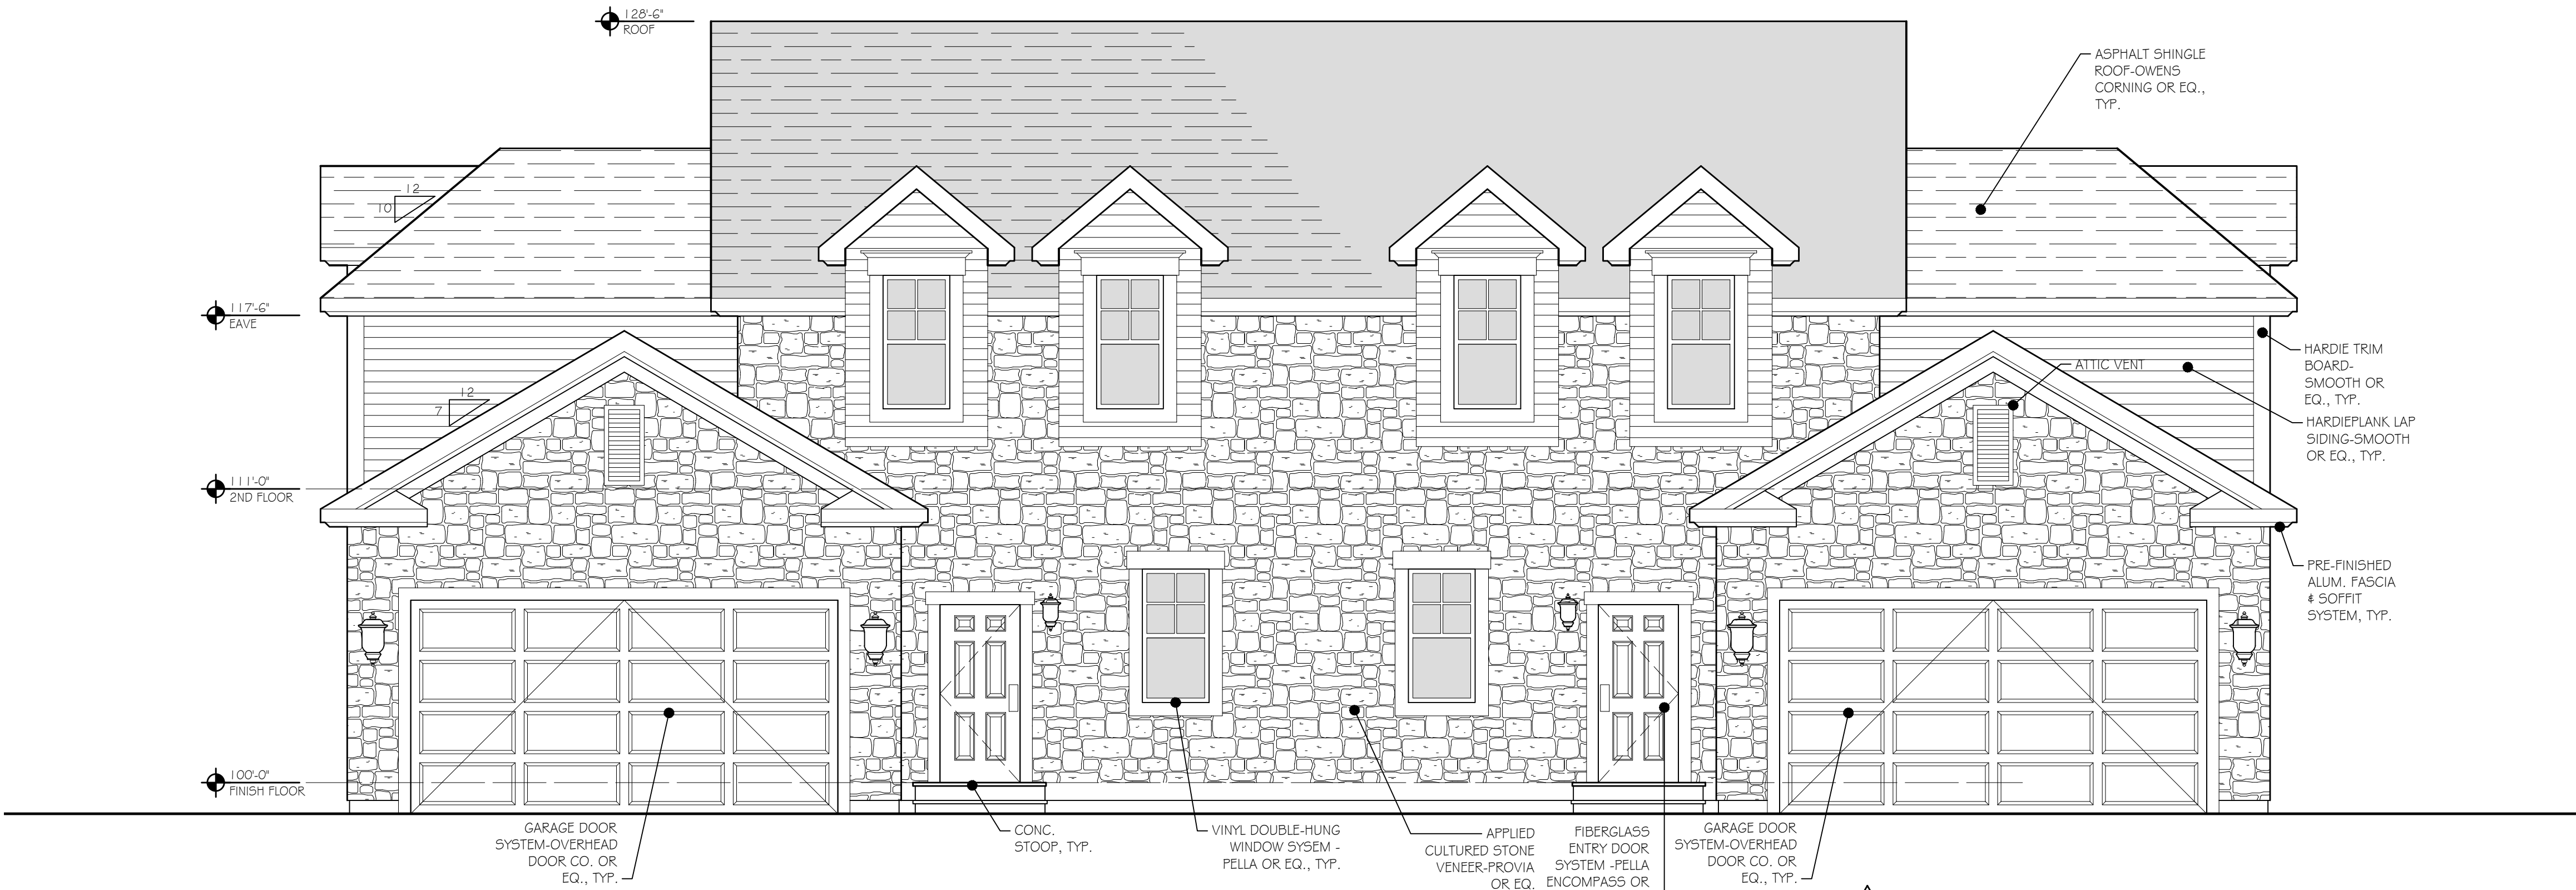 128'-6"
ROOF
ASPHALT SHINGLE
ROOF-OWENS
CORNING OR EQ.,
TYP.
12
10
117'-6"
EAVE
12
7
ATTIC VENT
HARDIE TRIM
BOARD-
SMOOTH OR
EQ., TYP.
HARDIEPLANK LAP
SIDING-SMOOTH
OR EQ., TYP.
111'-0"
2ND FLOOR
PRE-FINISHED
ALUM. FASCIA
& SOFFIT
SYSTEM, TYP.
100'-0"
FINISH FLOOR
GARAGE DOOR
SYSTEM-OVERHEAD
DOOR CO. OR
EQ., TYP.
CONC.
STOOP, TYP.
VINYL DOUBLE-HUNG
WINDOW SYSEM -
PELLA OR EQ., TYP.
APPLIED
CULTURED STONE
VENEER-PROVIA
OR EQ.
FIBERGLASS
ENTRY DOOR
SYSTEM -PELLA
ENCOMPASS OR
GARAGE DOOR
SYSTEM-OVERHEAD
DOOR CO. OR
EQ., TYP.